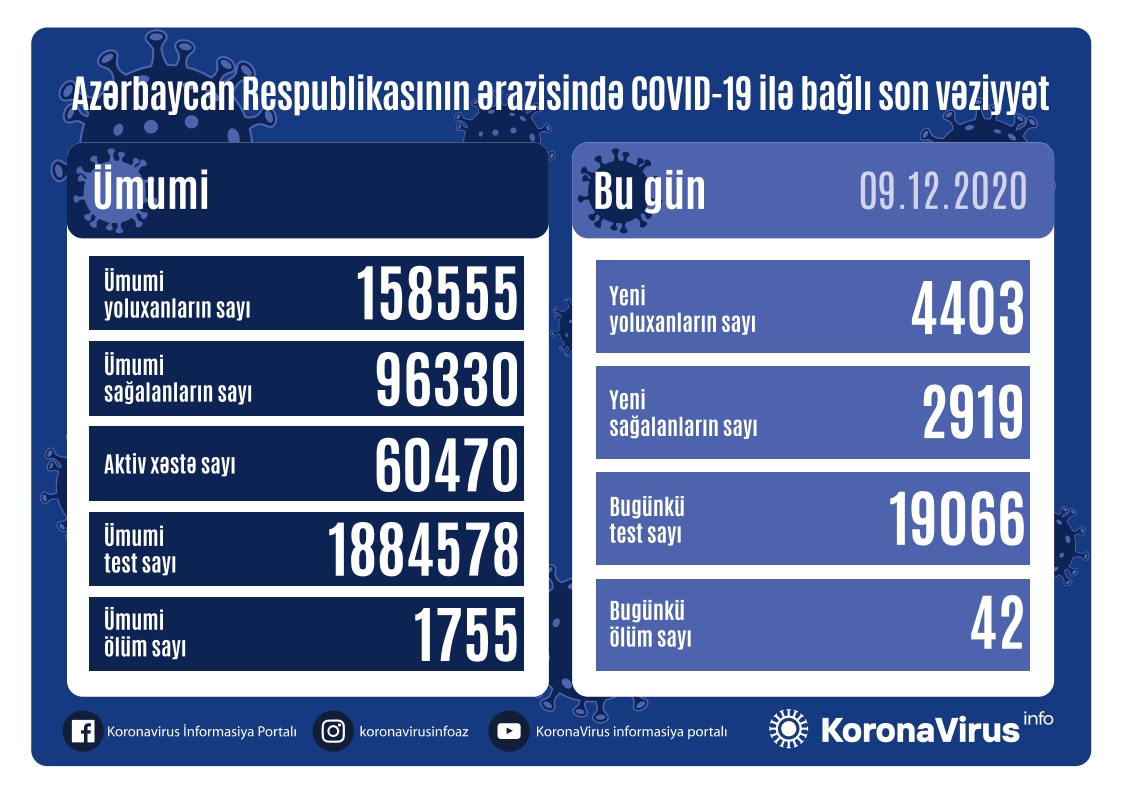 Azərbaycan Respublikasının ərazisində COVID-19 ilə bağlı son vəziyyət
Ümumi
Ümumi
yoluxanların sayı
158555
Ümumi
sağalanların sayı
96330
Aktiv xəstə sayı
60470
Ümumi
test sayı
1884578
Ümumi
ölüm sayı
1755
Bu gün
09.12.2020
Yeni
yoluxanların sayı
4403
Yeni
sağalanların sayı
2919
Bugünkü
test sayı
19066
Bugünkü
ölüm sayı
42
Koronavirus İnformasiya Portalı
koronavirusinfoaz
KoronaVirus informasiya portalı
KoronaVirus info